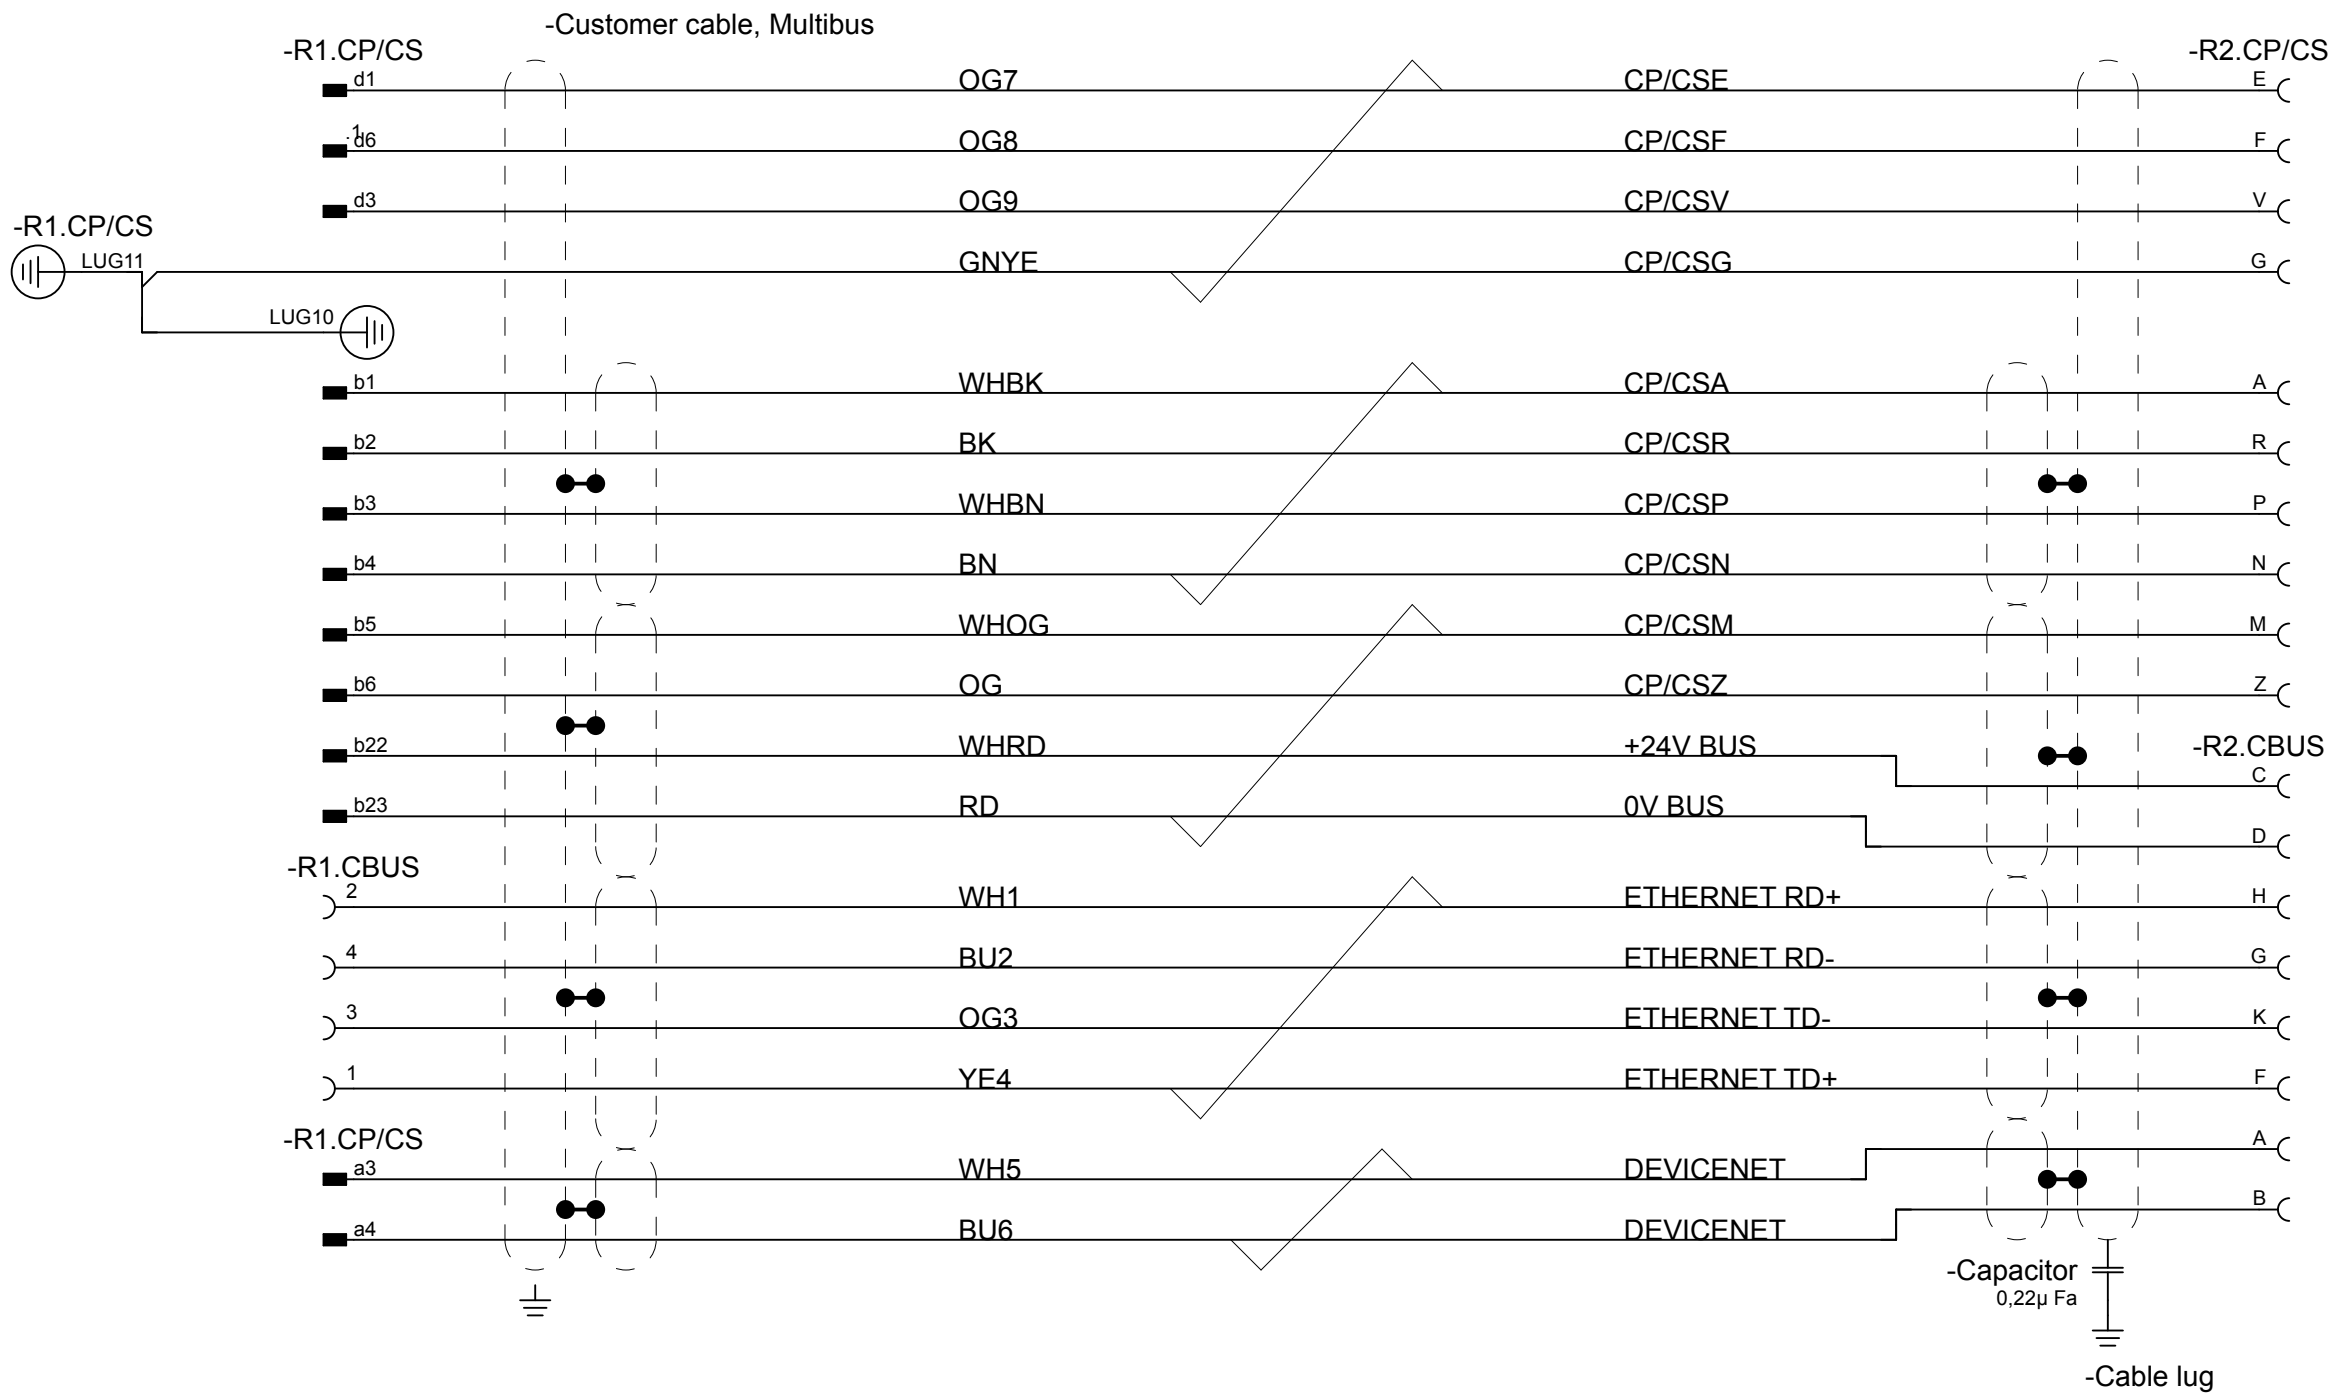 -Customer cable, Multibus
-R1.CP/CS -R2.CP/CS
d1 OG7 CP/CSE E
.1
d6 OG8 CP/CSF F
d3 OG9 CP/CSV V
-R1.CP/CS
LUG11 GNYE CP/CSG G
LUG10
b1 WHBK CP/CSA A
b2 BK CP/CSR R
b3 WHBN CP/CSP P
b4 BN CP/CSN N
b5 WHOG CP/CSM M
b6 OG CP/CSZ Z
b22 WHRD +24V BUS -R2.CBUS
C
b23 RD 0V BUS
D
-R1.CBUS
2 WH1 ETHERNET RD+ H
4 BU2 ETHERNET RD- G
3 OG3 ETHERNET TD- K
1 YE4 ETHERNET TD+ F
-R1.CP/CS A
a3 WH5 DEVICENET
B
a4 BU6 DEVICENET
-Capacitor
0,22µ Fa
-Cable lug